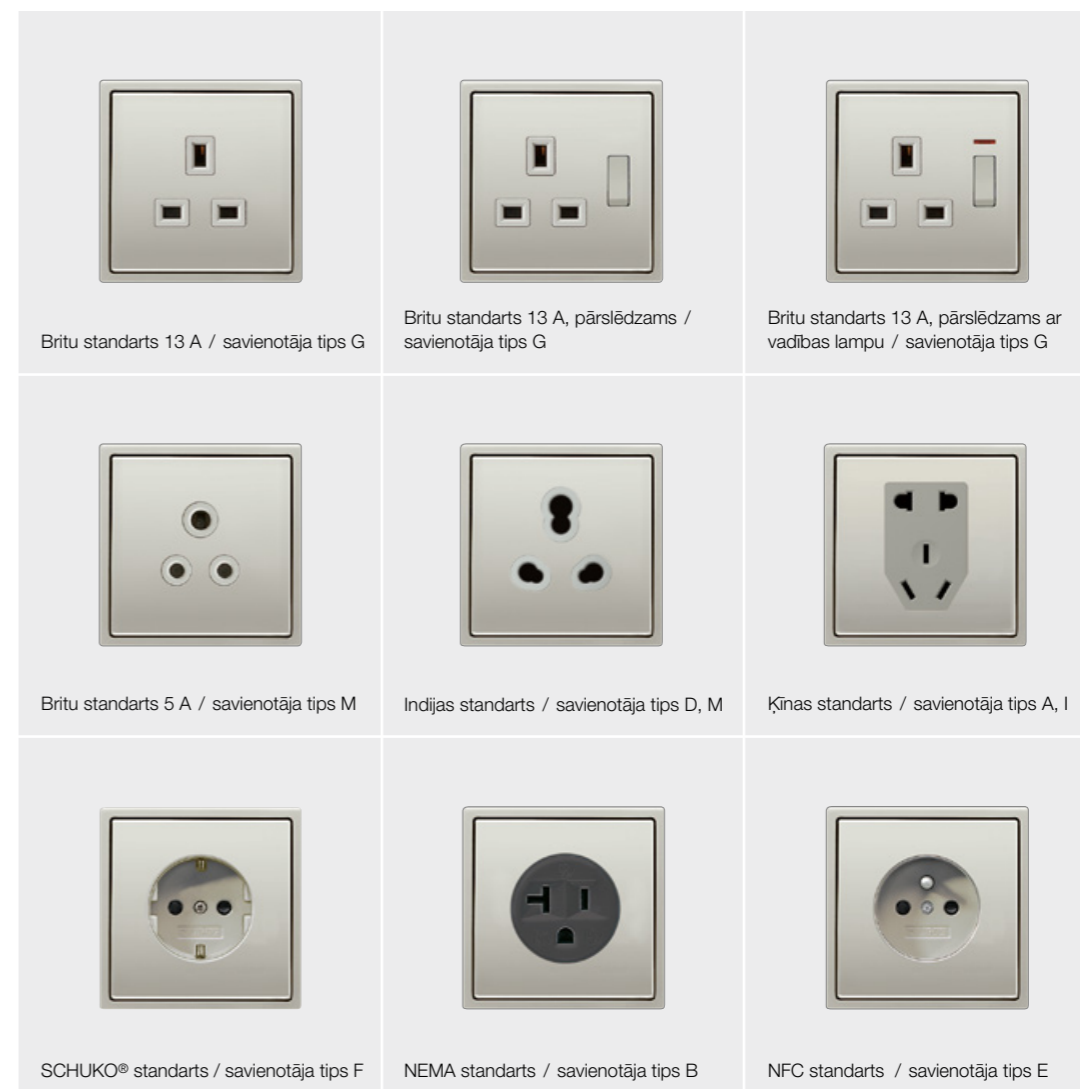 Britu standarts 13 A / savienotāja tips G
Britu standarts 13 A, pārslēdzams /
savienotāja tips G
Britu standarts 13 A, pārslēdzams ar
vadības lampu / savienotāja tips G
Britu standarts 5 A / savienotāja tips M
Indijas standarts / savienotāja tips D, M
Ķīnas standarts / savienotāja tips A, I
SCHUKO® standarts / savienotāja tips F
NEMA standarts / savienotāja tips B
NFC standarts / savienotāja tips E